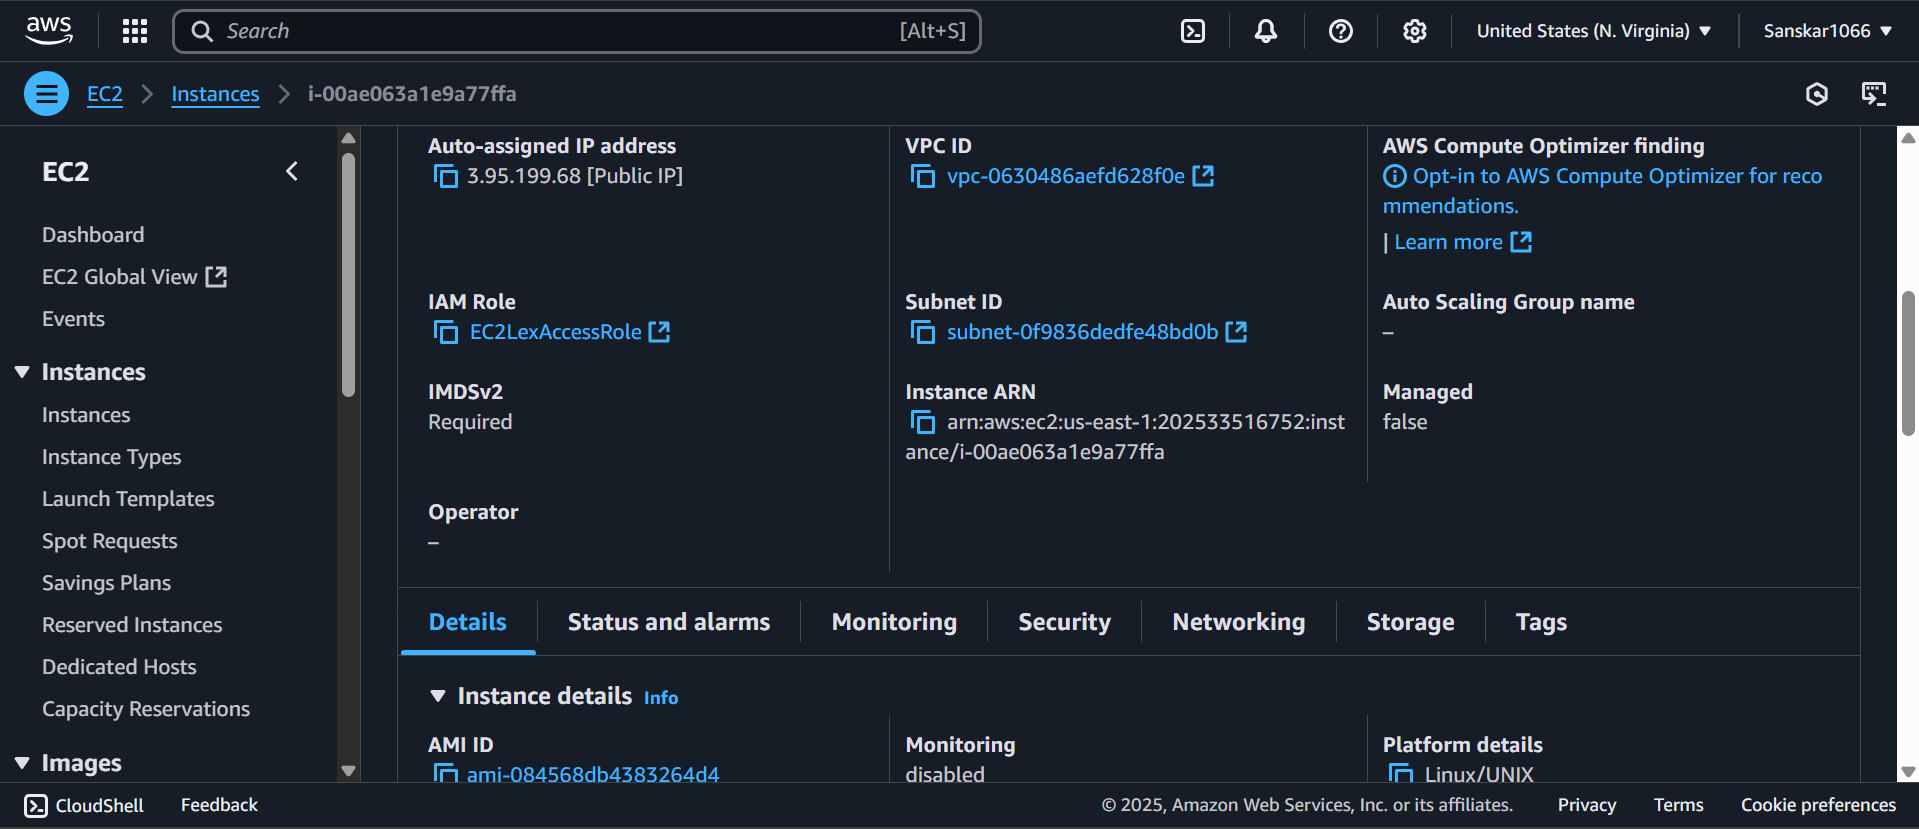 aws
Search
[Alt+S]
United States (N. Virginia)
Sanskar1066
EC2
Instances
i-00ae063a1e9a77ffa
EC2
Dashboard
EC2 Global View
Events
Instances
Instances
Instance Types
Launch Templates
Spot Requests
Savings Plans
Reserved Instances
Dedicated Hosts
Capacity Reservations
Images
Auto-assigned IP address
3.95.199.68 [Public IP]
VPC ID
vpc-0630486aefd628f0e
AWS Compute Optimizer finding
Opt-in to AWS Compute Optimizer for reco
mmendations.
| Learn more
IAM Role
EC2LexAccessRole
Subnet ID
subnet-0f9836dedfe48bd0b
Auto Scaling Group name
–
IMDSv2
Required
Instance ARN
arn:aws:ec2:us-east-1:202533516752:inst
ance/i-00ae063a1e9a77ffa
Managed
false
Operator
–
Details
Status and alarms
Monitoring
Security
Networking
Storage
Tags
Instance details Info
AMI ID
ami-084568db4383264d4
Monitoring
disabled
Platform details
Linux/UNIX
CloudShell
Feedback
© 2025, Amazon Web Services, Inc. or its affiliates.
Privacy
Terms
Cookie preferences